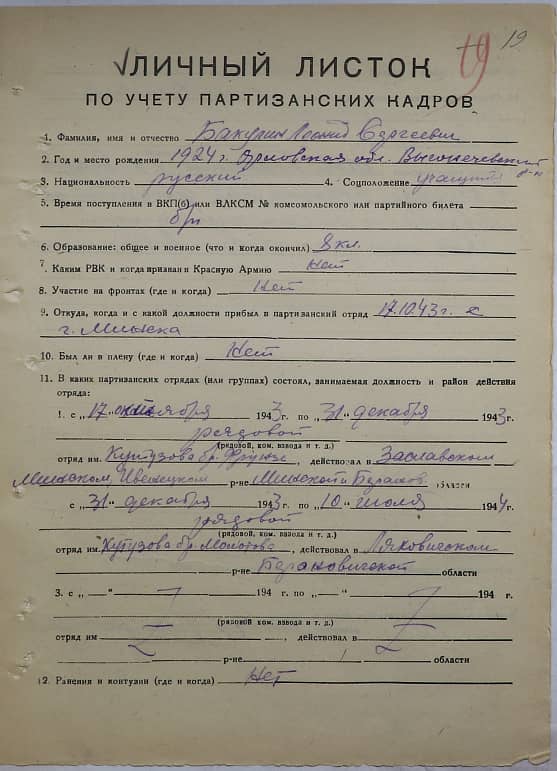 19
19
ЛИЧНЫЙ ЛИСТОК
ПО УЧЕТУ ПАРТИЗАНСКИХ КАДРОВ
1. Фамилия, имя и отчество Бакулин Леонид Сергеевич
2. Год и место рождения 1924 г. Орловская обл.
3. Национальность русский 4. Соцположение учащийся р-н
5. Время поступления в ВКП(б) или ВЛКСМ № комсомольского или партийного билета
б/п
6. Образование: общее и военное (что и когда окончил) 8 кл.
7. Каким РВК и когда призван в Красную Армию Нет
8. Участие на фронтах (где и когда) Нет
9. Откуда, когда и с какой должности прибыл в партизанский отряд 17.10.43 г. с
г. Минска
10. Был ли в плену (где и когда) Нет
11. В каких партизанских отрядах (или группах) состоял, занимаемая должность и район действия
отряда:
1. с „17“ октября 1943 г. по „31“ декабря 1943 г.
рядовой
(рядовой, ком. взвода и т. д.)
отряд им. Кутузова бр. Фрунзе, действовал в Заславском
Минском, Ивенецком р-не Минской и Баранов. области
с „31“ декабря 1943 г. по „10“ июля 1944 г.
рядовой
(рядовой, ком. взвода и т. д.)
отряд им. Кутузова бр. Молотова, действовал в Ляховичском
р-не Барановичской области
3. с „—“ 194 г. по „—“ 194 г.
(рядовой ком. взвода и т. д.)
отряд им , действовал в
р-не области
12. Ранения и контузии (где и когда) Нет